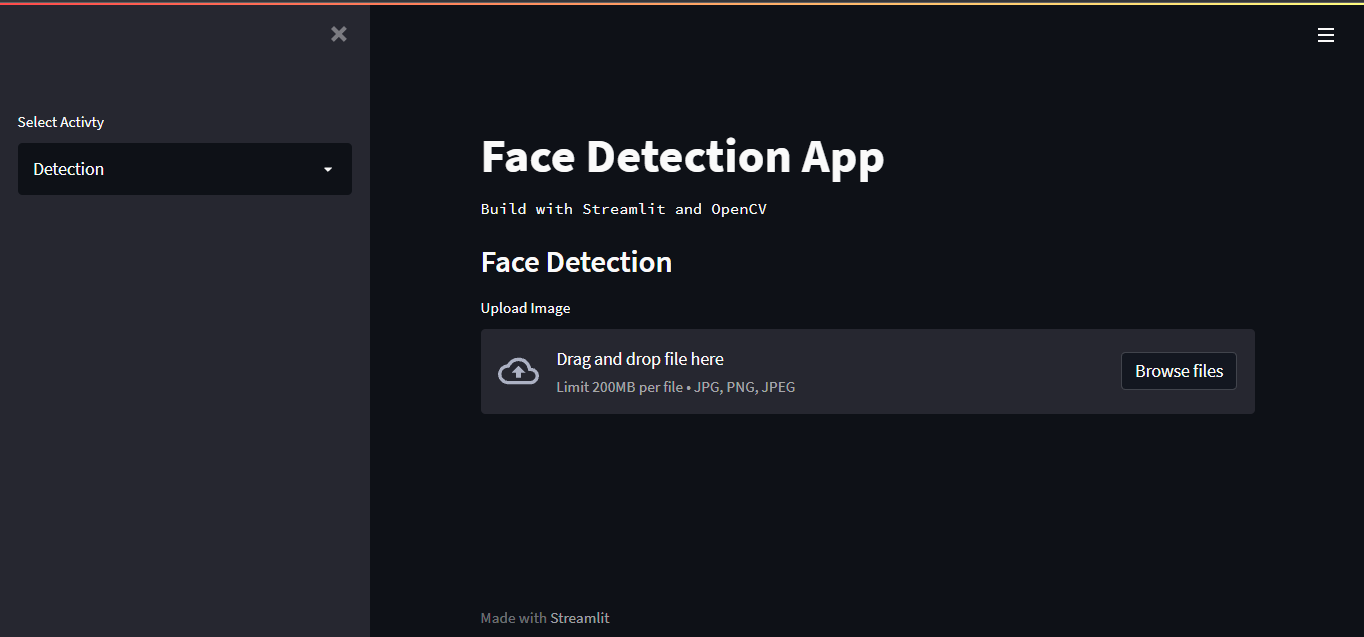 Select Activty
Detection
Face Detection App
Build with Streamlit and OpenCV
Face Detection
Upload Image
Drag and drop file here
Limit 200MB per file • JPG, PNG, JPEG
Browse files
Made with Streamlit